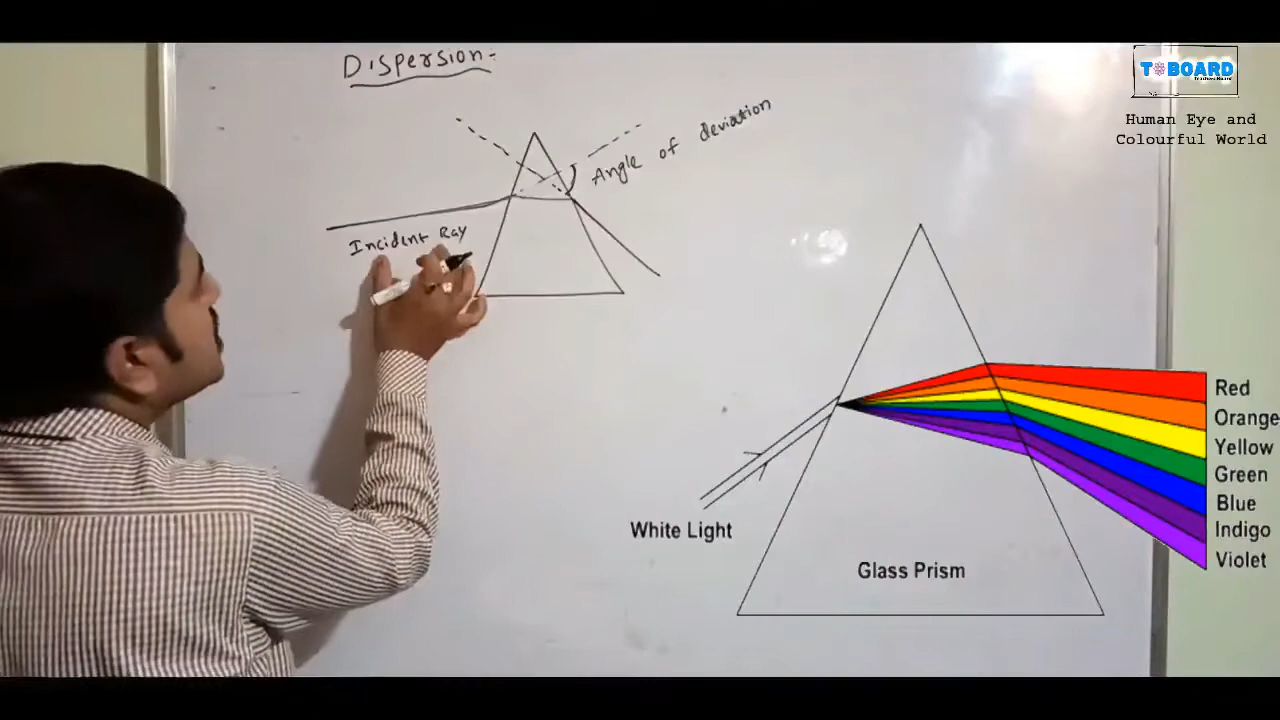 Dispersion:
T BOARD
Human Eye and
Colourful World
Angle of deviation
Incident Ray
Red
Orange
Yellow
Green
Blue
Indigo
Violet
White Light
Glass Prism